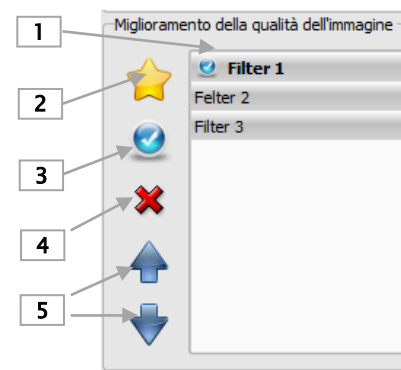 1
Miglioramento della qualità dell'immagine
Filter 1
2
Felter 2
Filter 3
3
4
5